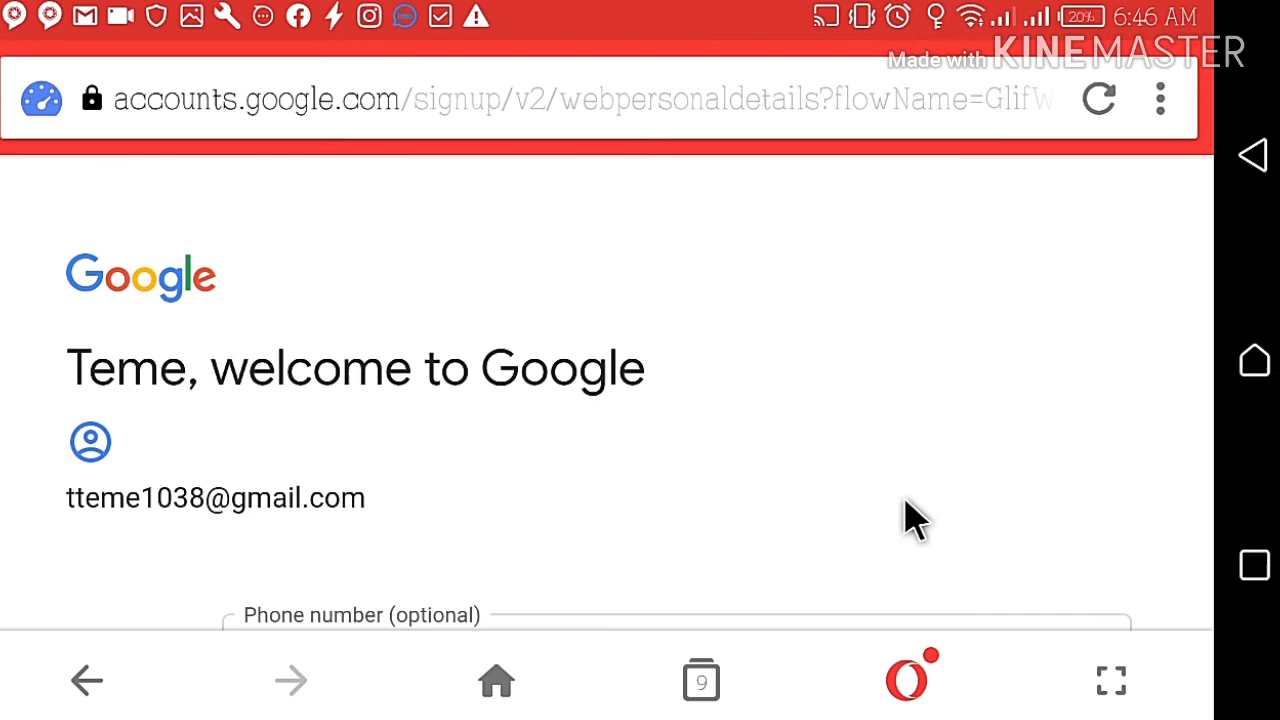 20% 6:46 AM
Made with KINEMASTER
accounts.google.com/signup/v2/webpersonaldetails?flowName=GlifW
Google
Teme, welcome to Google
tteme1038@gmail.com
Phone number (optional)
9